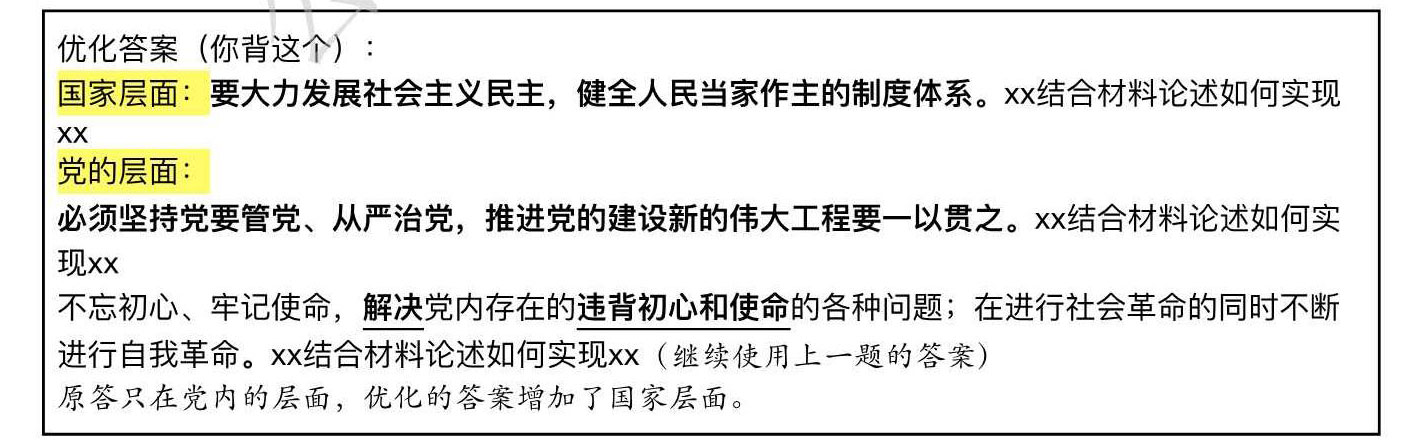 优化答案（你背这个）：
国家层面：要大力发展社会主义民主，健全人民当家作主的制度体系。xx结合材料论述如何实现
xx
党的层面：
必须坚持党要管党、从严治党，推进党的建设新的伟大工程要一以贯之。xx结合材料论述如何实
现xx
不忘初心、牢记使命，解决党内存在的违背初心和使命的各种问题；在进行社会革命的同时不断
进行自我革命。xx结合材料论述如何实现xx（继续使用上一题的答案）
原答只在党内的层面，优化的答案增加了国家层面。